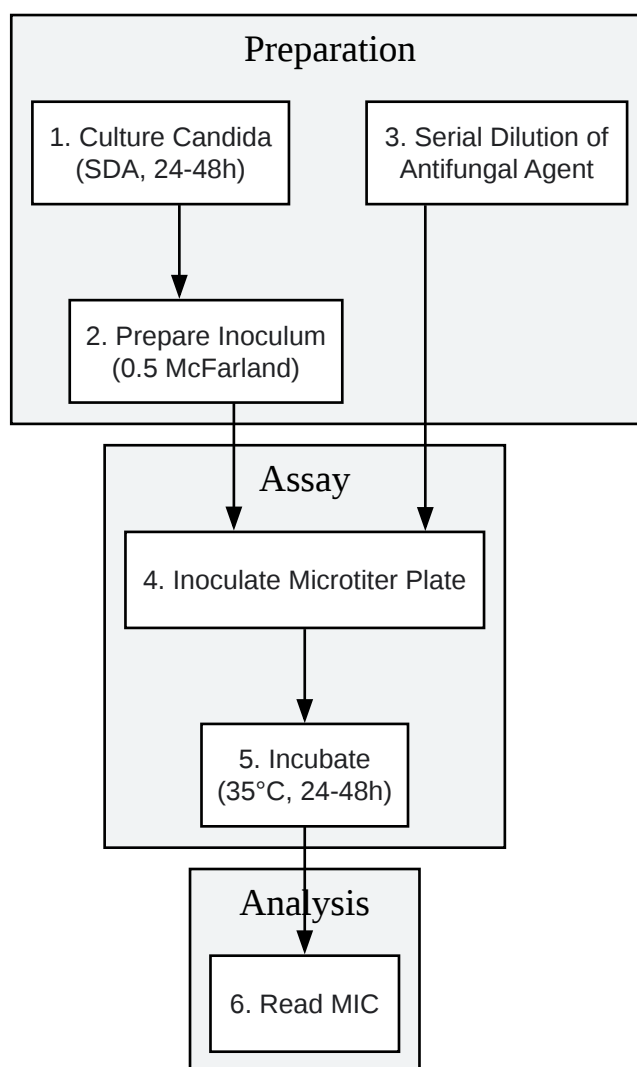 Preparation
1. Culture Candida
(SDA, 24-48h)
3. Serial Dilution of
Antifungal Agent
2. Prepare Inoculum
(0.5 McFarland)
Assay
4. Inoculate Microtiter Plate
5. Incubate
(35°C, 24-48h)
Analysis
6. Read MIC